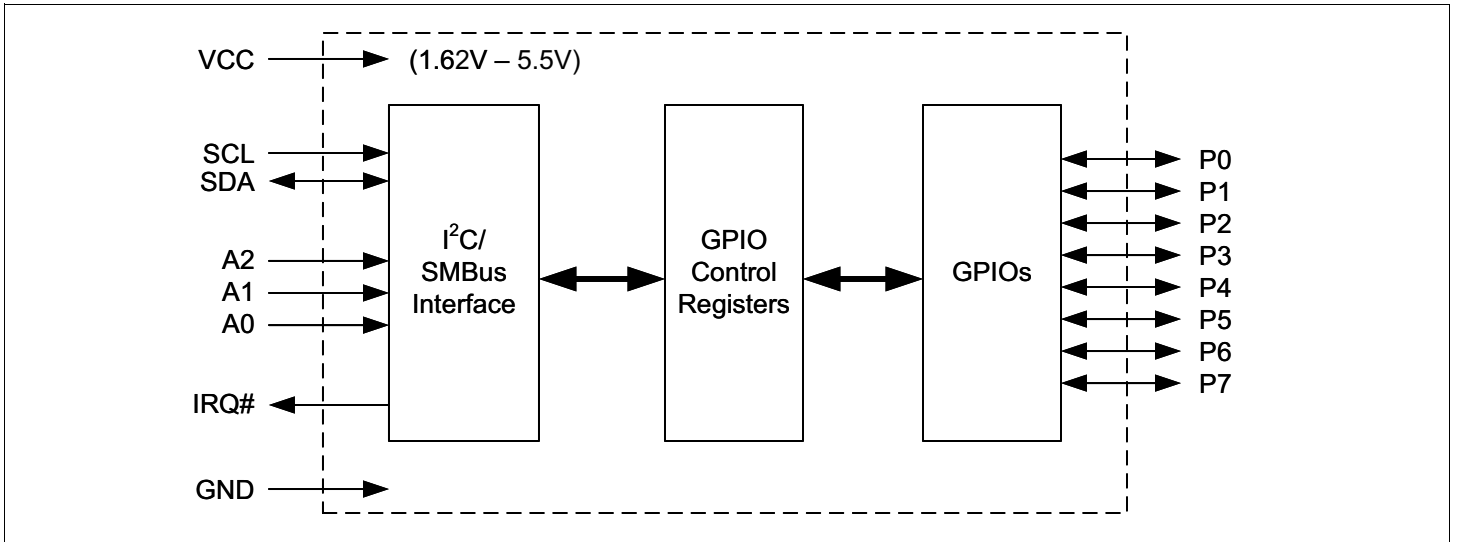 VCC
(1.62V – 5.5V)
SCL
SDA
A2
A1
A0
IRQ#
GND
I²C/
SMBus
Interface
GPIO
Control
Registers
GPIOs
P0
P1
P2
P3
P4
P5
P6
P7